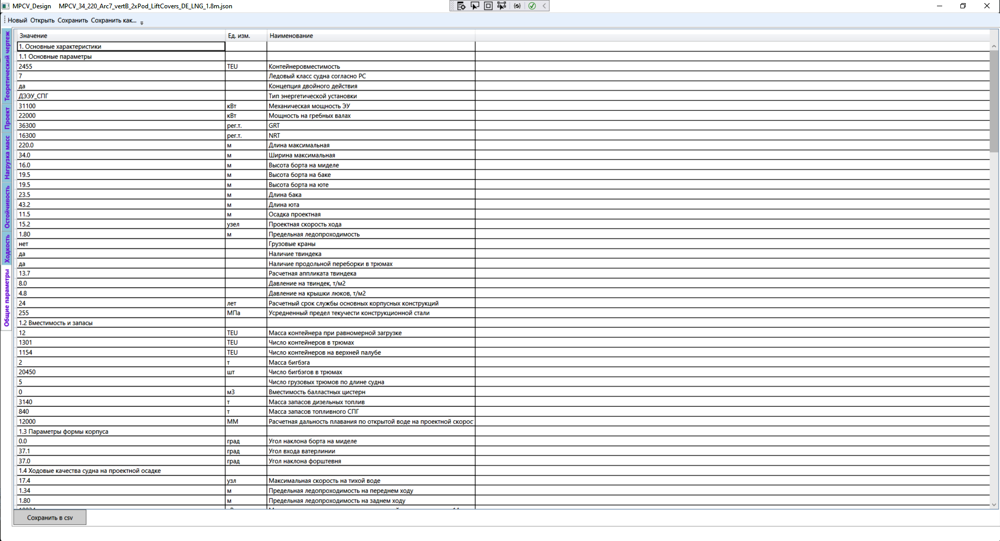 MPCV_Design MPCV_34_220_Arc7_vertB_2xPod_LiftCovers_DE_LNG_1.8m.json
Новый Открыть Сохранить Сохранить как...
Теоретический чертеж
Проект
Нагрузка масс
Остойчивость
Ходкость
Общие параметры
Значение Ед. изм. Наименование
1. Основные характеристики
1.1 Основные параметры
2455 TEU Контейнеровместимость
7 Ледовый класс судна согласно РС
да Концепция двойного действия
ДЭЭУ_СПГ Тип энергетической установки
31100 кВт Механическая мощность ЭУ
22000 кВт Мощность на гребных валах
36300 рег.т. GRT
16300 рег.т. NRT
220.0 м Длина максимальная
34.0 м Ширина максимальная
16.0 м Высота борта на миделе
19.5 м Высота борта на баке
19.5 м Высота борта на юте
23.5 м Длина бака
43.2 м Длина юта
11.5 м Осадка проектная
15.2 узел Проектная скорость хода
1.80 м Предельная ледопроходимость
нет Грузовые краны
да Наличие твиндека
да Наличие продольной переборки в трюмах
13.7 Расчетная аппликата твиндека
8.0 Давление на твиндек, т/м2
4.8 Давление на крышки люков, т/м2
24 лет Расчетный срок службы основных корпусных конструкций
255 МПа Усредненный предел текучести конструкционной стали
1.2 Вместимость и запасы
12 TEU Масса контейнера при равномерной загрузке
1301 TEU Число контейнеров в трюмах
1154 TEU Число контейнеров на верхней палубе
2 т Масса бигбэга
20450 шт Число бигбэгов в трюмах
5 Число грузовых трюмов по длине судна
0 м3 Вместимость балластных цистерн
3140 т Масса запасов дизельных топлив
840 т Масса запасов топливного СПГ
12000 ММ Расчетная дальность плавания по открытой воде на проектной скорос
1.3 Параметры формы корпуса
0.0 град Угол наклона борта на миделе
37.1 град Угол входа ватерлинии
37.0 град Угол наклона форштевня
1.4 Ходовые качества судна на проектной осадке
17.4 узл Максимальная скорость на тихой воде
1.34 м Предельная ледопроходимость на переднем ходу
1.80 м Предельная ледопроходимость на заднем ходу
Сохранить в csv